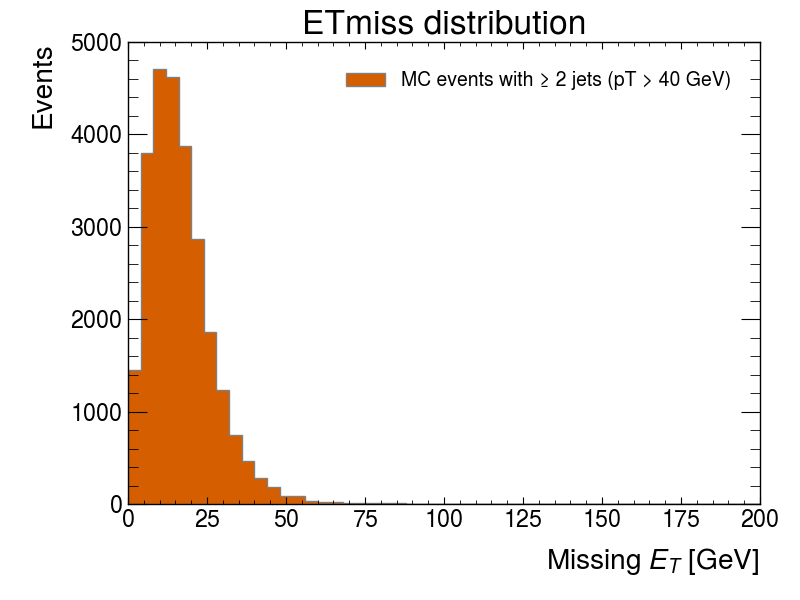 ETmiss distribution
Events
MC events with ≥ 2 jets (pT > 40 GeV)
5000
4000
3000
2000
1000
0
0 25 50 75 100 125 150 175 200
Missing E_T [GeV]